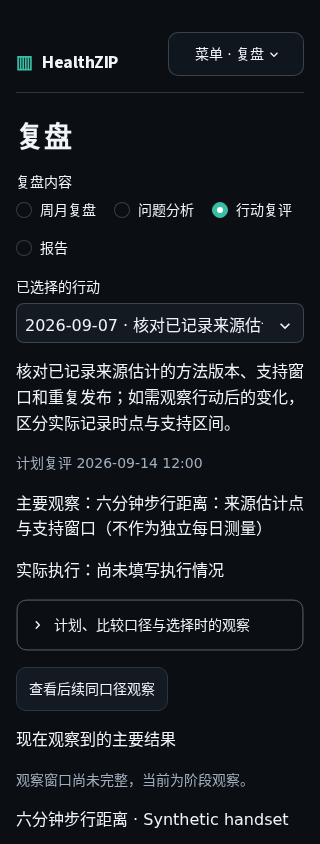 HealthZIP
菜单 · 复盘
复盘
复盘内容
周月复盘
问题分析
行动复评
报告
已选择的行动
2026-09-07 · 核对已记录来源估
核对已记录来源估计的方法版本、支持窗
口和重复发布；如需观察行动后的变化，
区分实际记录时点与支持区间。
计划复评 2026-09-14 12:00
主要观察：六分钟步行距离：来源估计点
与支持窗口（不作为独立每日测量）
实际执行：尚未填写执行情况
计划、比较口径与选择时的观察
查看后续同口径观察
现在观察到的主要结果
观察窗口尚未完整，当前为阶段观察。
六分钟步行距离 · Synthetic handset